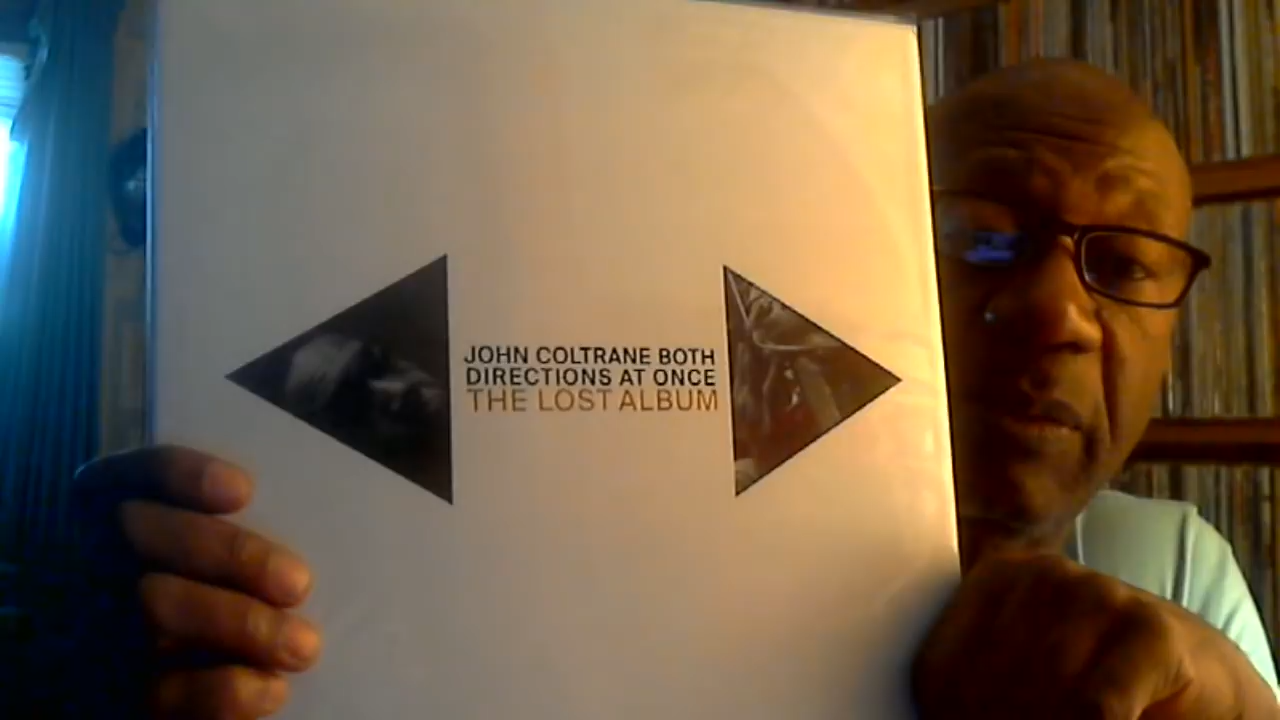 JOHN COLTRANE BOTH
DIRECTIONS AT ONCE
THE LOST ALBUM